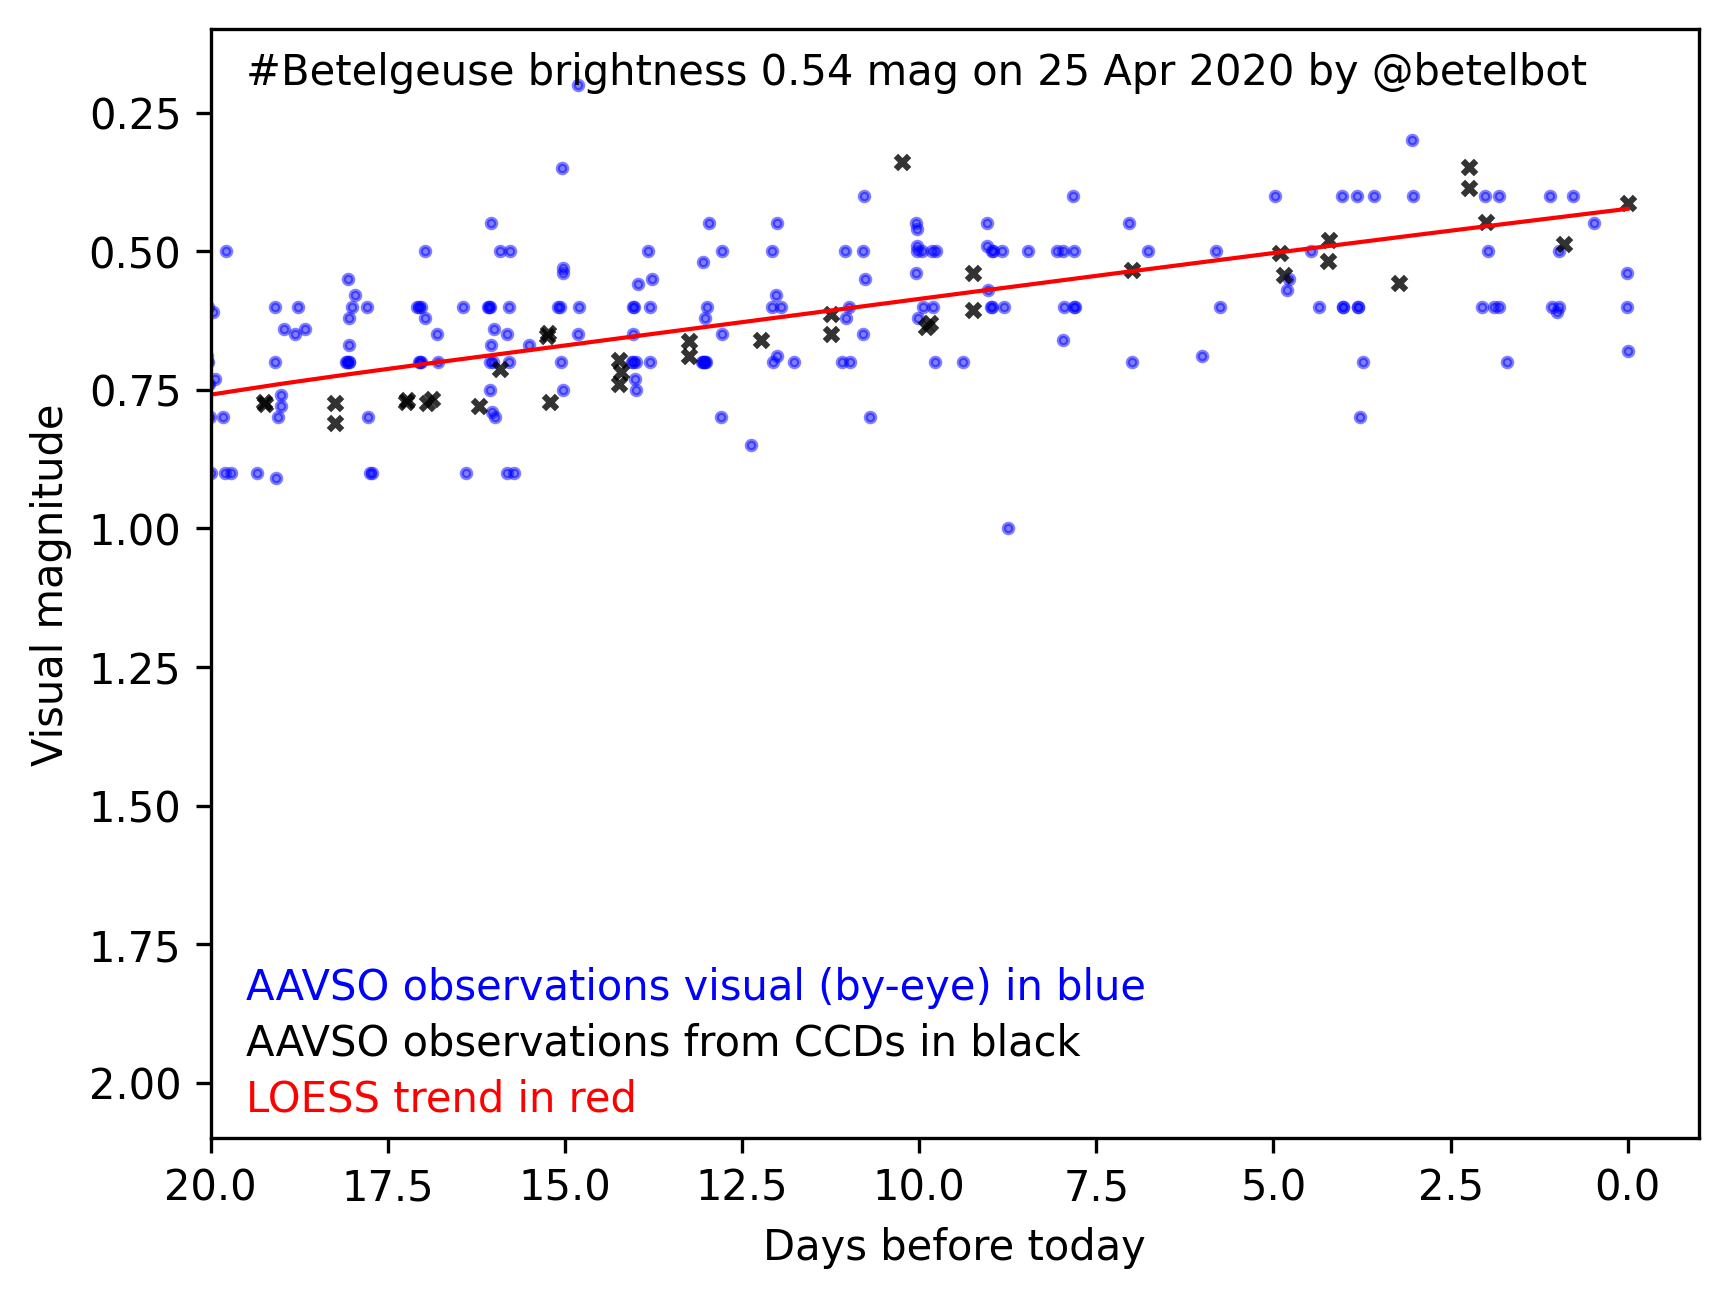 #Betelgeuse brightness 0.54 mag on 25 Apr 2020 by @betelbot
0.25
0.50
0.75
1.00
1.25
1.50
1.75
2.00
Visual magnitude
AAVSO observations visual (by-eye) in blue
AAVSO observations from CCDs in black
LOESS trend in red
20.0 17.5 15.0 12.5 10.0 7.5 5.0 2.5 0.0
Days before today